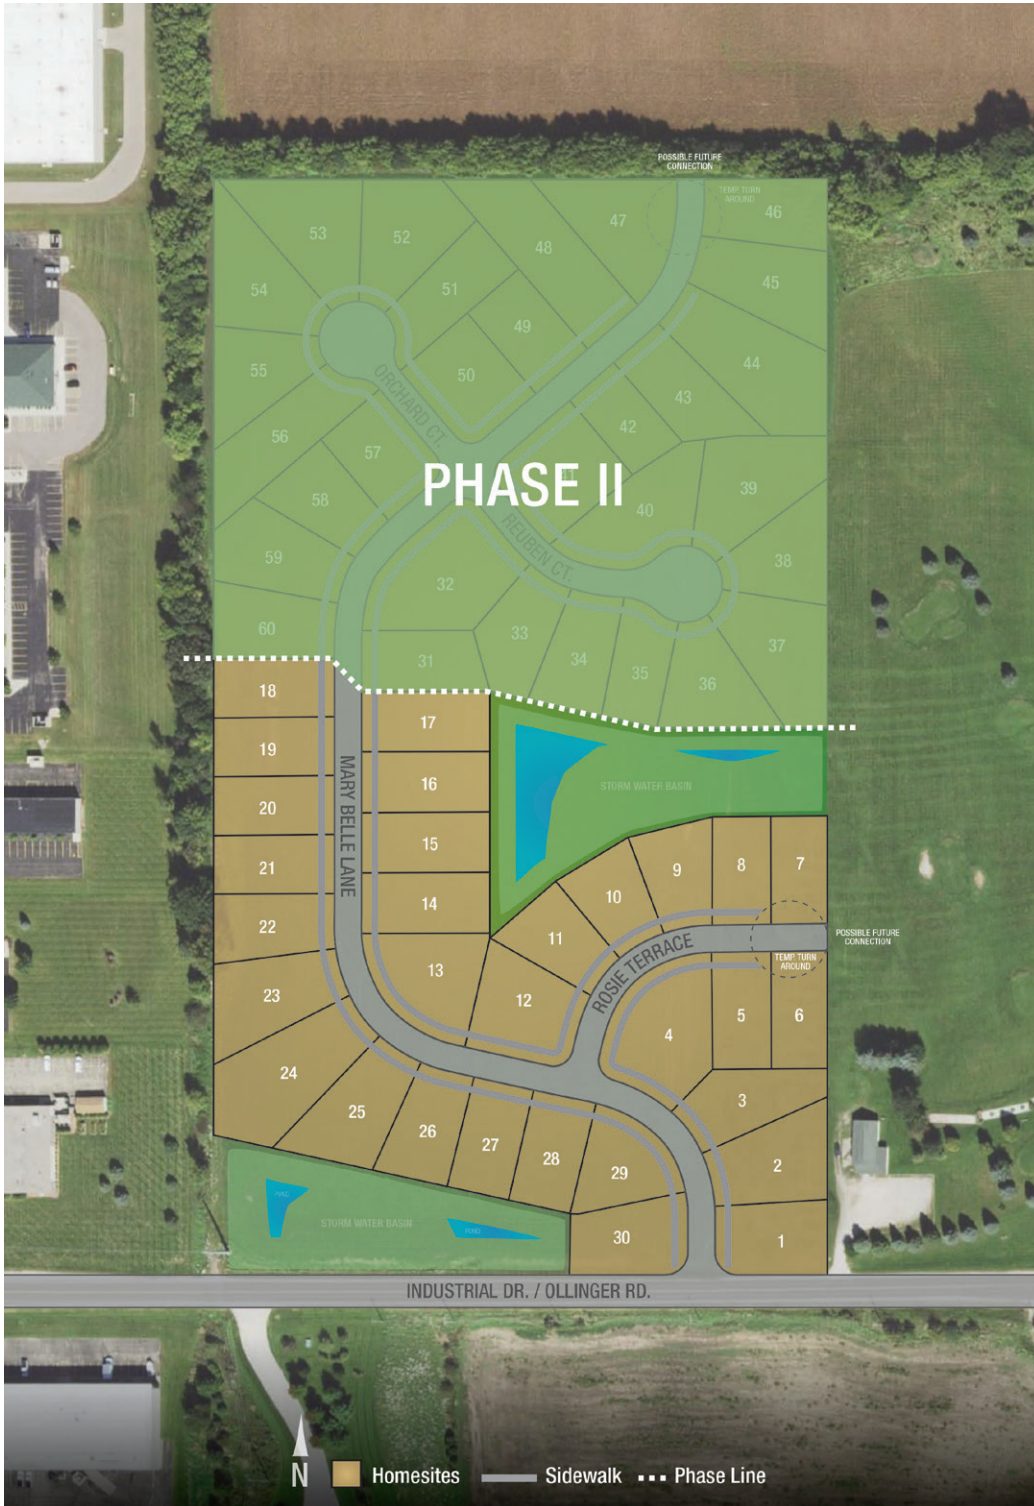 POSSIBLE FUTURE
CONNECTION
TEMP. TURN
AROUND
46
47
48
52
53
45
54
51
49
44
55
50
43
ORCHARD CT.
42
56
57
PHASE II
41
39
58
40
REUBEN CT.
59
38
32
60
33
37
31
34
35
36
18
17
19
16
STORM WATER BASIN
20
MARY BELLE LANE
15
21
9
8
7
10
14
22
11
POSSIBLE FUTURE
CONNECTION
ROSIE TERRACE
TEMP. TURN
AROUND
13
23
12
5
6
4
24
3
25
26
27
28
29
2
POND
STORM WATER BASIN
POND
30
1
INDUSTRIAL DR. / OLLINGER RD.
N
Homesites
Sidewalk
Phase Line